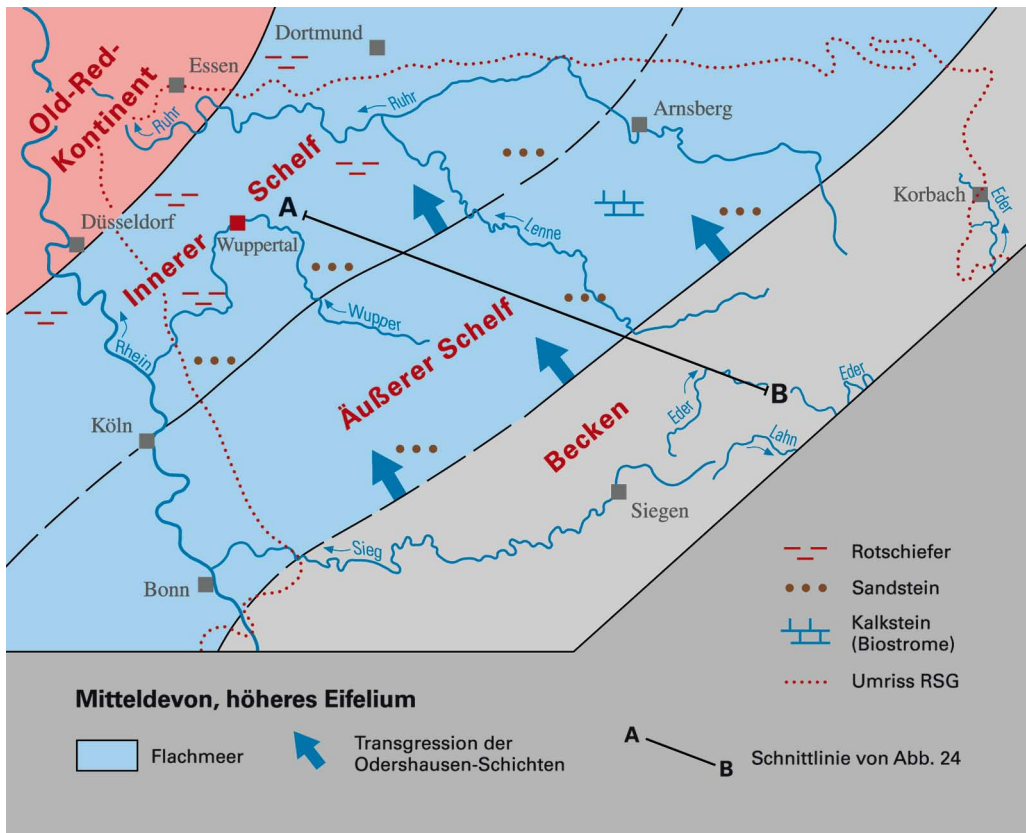 Old-Red-
Kontinent
Essen
Dortmund
Ruhr
Ruhr
Arnsberg
Schelf
Innerer
A
Düsseldorf
Wuppertal
Lenne
Korbach
Eder
Wupper
Rhein
Äußerer Schelf
Becken
B
Eder
Eder
Lahn
Köln
Siegen
Sieg
Bonn
Rotschiefer
Sandstein
Kalkstein
(Biostrome)
Umriss RSG
Mitteldevon, höheres Eifelium
Flachmeer
Transgression der
Odershausen-Schichten
A
B
Schnittlinie von Abb. 24